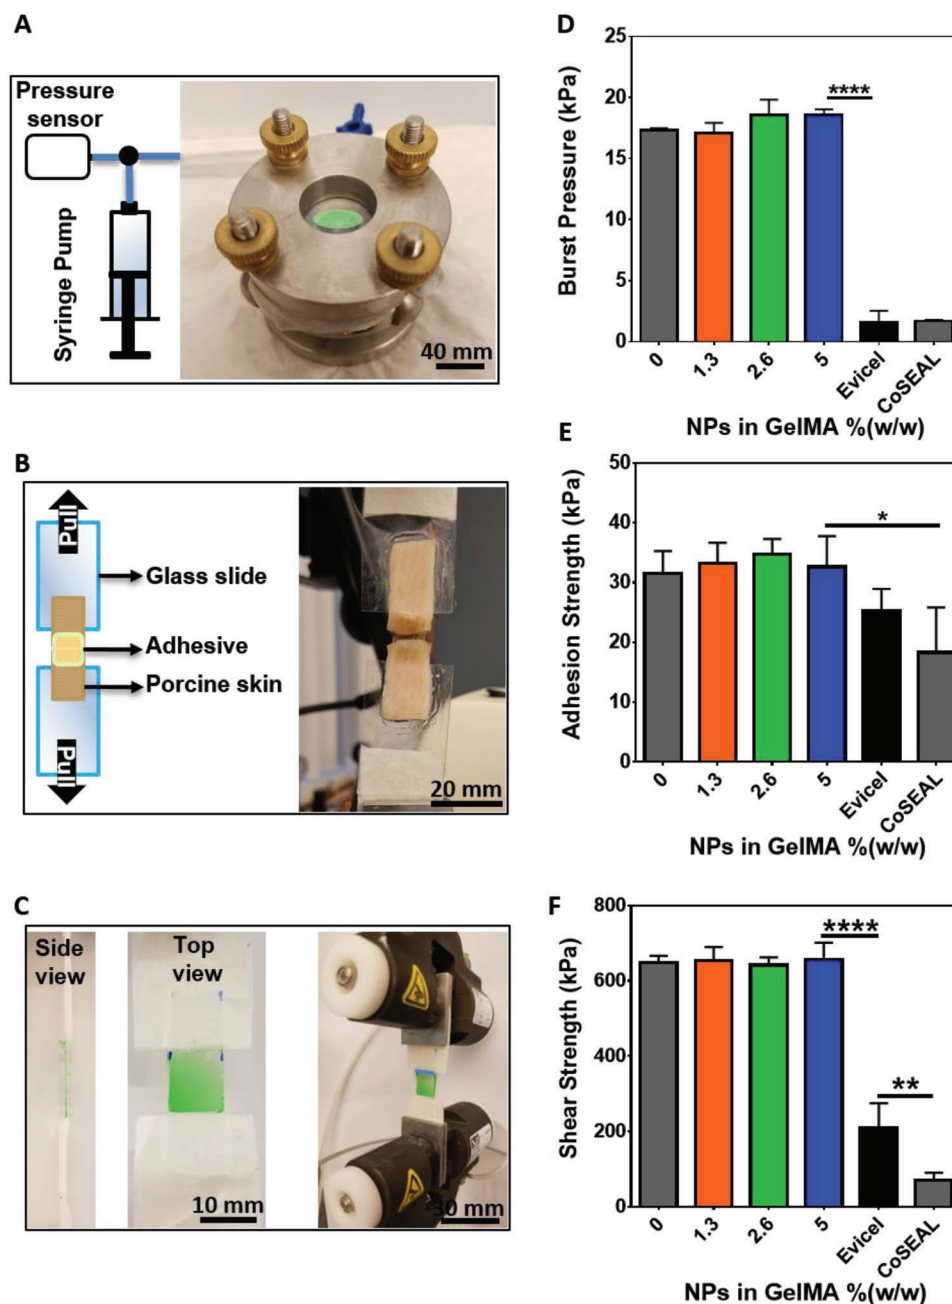 A
Pressure
sensor
Syringe Pump
40 mm
B
Pull
Glass slide
Adhesive
Porcine skin
Pull
20 mm
C
Side
view
Top
view
10 mm
30 mm
D
Burst Pressure (kPa)
25
20
15
10
5
0
****
0
1.3
2.6
5
Evicel
CoSEAL
NPs in GelMA %(w/w)
E
Adhesion Strength (kPa)
50
40
30
20
10
0
*
0
1.3
2.6
5
Evicel
CoSEAL
NPs in GelMA %(w/w)
F
Shear Strength (kPa)
800
600
400
200
0
****
**
0
1.3
2.6
5
Evicel
CoSEAL
NPs in GelMA %(w/w)